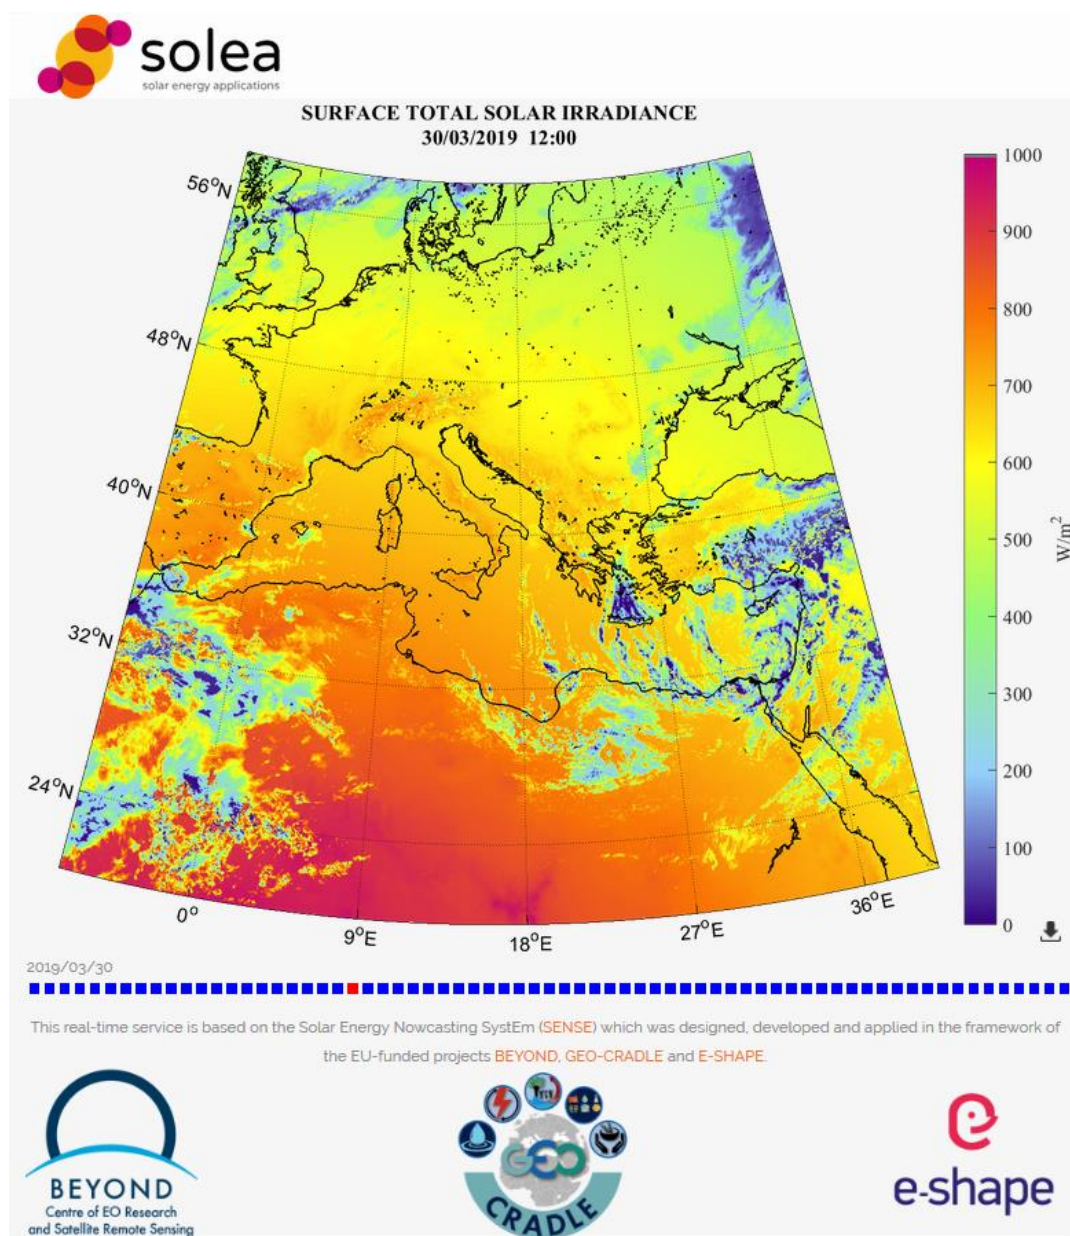 solea
solar energy applications
SURFACE TOTAL SOLAR IRRADIANCE
30/03/2019 12:00
56°N
48°N
40°N
32°N
24°N
0°
9°E
18°E
27°E
36°E
1000
900
800
700
600
500
400
300
200
100
0
W/m²
2019/03/30
This real-time service is based on the Solar Energy Nowcasting SystEm (SENSE) which was designed, developed and applied in the framework of
the EU-funded projects BEYOND, GEO-CRADLE and E-SHAPE.
BEYOND
Centre of EO Research
and Satellite Remote Sensing
GEO
CRADLE
e-shape